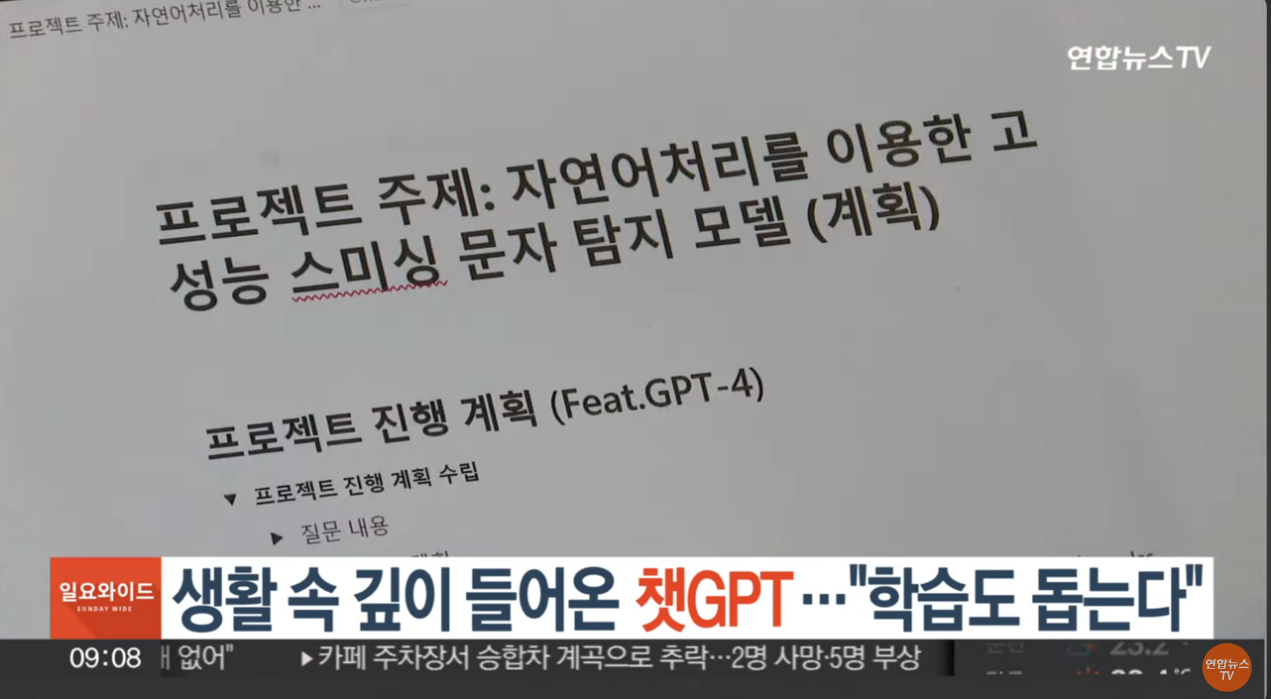 프로젝트 주제: 자연어처리를 이용한 ...
연합뉴스TV
프로젝트 주제: 자연어처리를 이용한 고
성능 스미싱 문자 탐지 모델 (계획)
프로젝트 진행 계획 (Feat.GPT-4)
▼ 프로젝트 진행 계획 수립
▶ 질문 내용
일요와이드
SUNDAY WIDE
생활 속 깊이 들어온 챗GPT…"학습도 돕는다"
09:08 없어" ▶카페 주차장서 승합차 계곡으로 추락…2명 사망·5명 부상
연합뉴스
TV